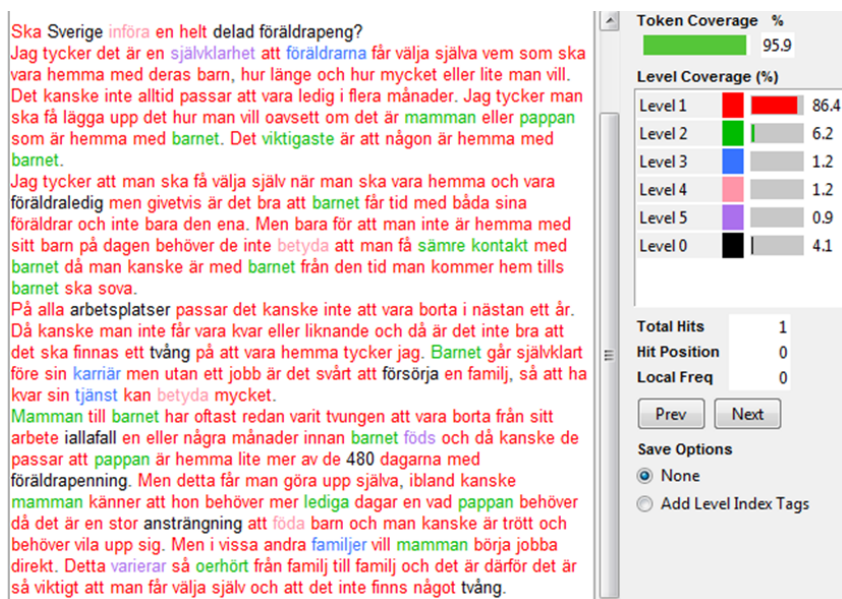 Ska Sverige införa en helt delad föräldrapeng?
Jag tycker det är en självklarhet att föräldrarna får välja själva vem som ska
vara hemma med deras barn, hur länge och hur mycket eller lite man vill.
Det kanske inte alltid passar att vara ledig i flera månader. Jag tycker man
ska få lägga upp det hur man vill oavsett om det är mamman eller pappan
som är hemma med barnet. Det viktigaste är att någon är hemma med
barnet.
Jag tycker att man ska få välja själv när man ska vara hemma och vara
föräldraledig men givetvis är det bra att barnet får tid med båda sina
föräldrar och inte bara den ena. Men bara för att man inte är hemma med
sitt barn på dagen behöver de inte betyda att man få sämre kontakt med
barnet då man kanske är med barnet från den tid man kommer hem tills
barnet ska sova.
På alla arbetsplatser passar det kanske inte att vara borta i nästan ett år.
Då kanske man inte får vara kvar eller liknande och då är det inte bra att
det ska finnas ett tvång på att vara hemma tycker jag. Barnet går självklart
före sin karriär men utan ett jobb är det svårt att försörja en familj, så att ha
kvar sin tjänst kan betyda mycket.
Mamman till barnet har oftast redan varit tvungen att vara borta från sitt
arbete iallafall en eller några månader innan barnet föds och då kanske de
passar att pappan är hemma lite mer av de 480 dagarna med
föräldrapenning. Men detta får man göra upp själva, ibland kanske
mamman känner att hon behöver mer lediga dagar en vad pappan behöver
då det är en stor ansträngning att föda barn och man kanske är trött och
behöver vila upp sig. Men i vissa andra familjer vill mamman börja jobba
direkt. Detta varierar så oerhört från familj till familj och det är därför det är
så viktigt att man får välja själv och att det inte finns något tvång.
Token Coverage %
95.9
Level Coverage (%)
Level 1 86.4
Level 2 6.2
Level 3 1.2
Level 4 1.2
Level 5 0.9
Level 0 4.1
Total Hits 1
Hit Position 0
Local Freq 0
Prev Next
Save Options
None
Add Level Index Tags